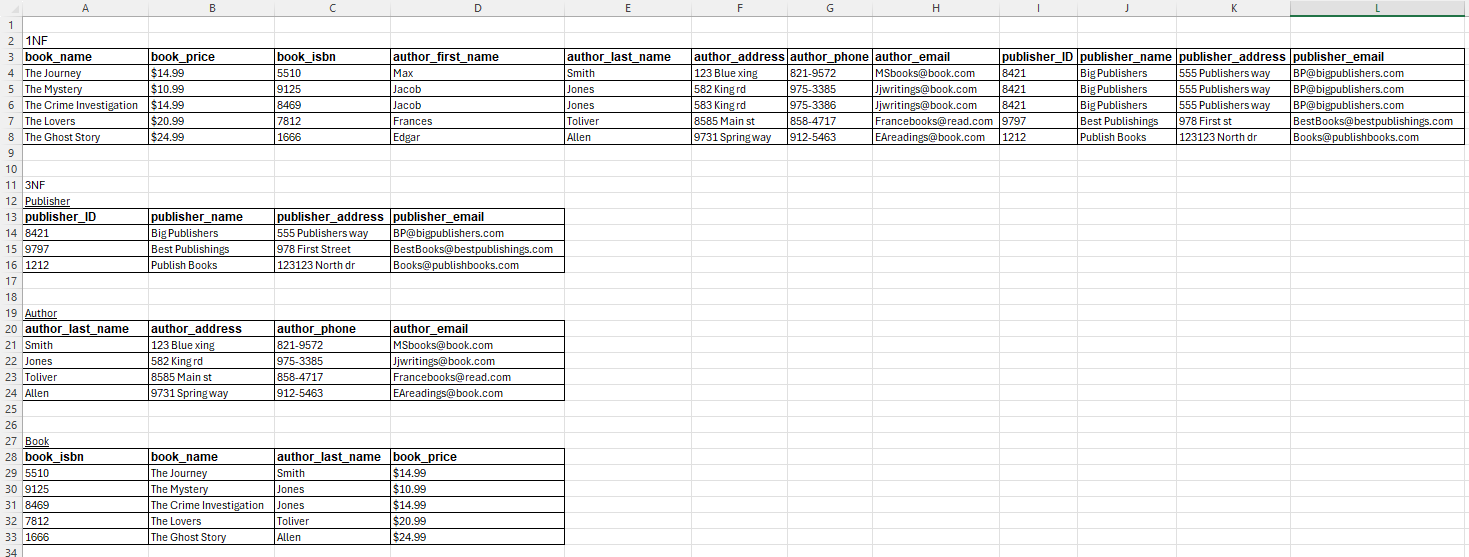 A B C D E F G H I J K L
1
2 1NF
3 book_name book_price book_isbn author_first_name author_last_name author_address author_phone author_email publisher_ID publisher_name publisher_address publisher_email
4 The Journey $14.99 5510 Max Smith 123 Blue xing 821-9572 MSbooks@book.com 8421 Big Publishers 555 Publishers way BP@bigpublishers.com
5 The Mystery $10.99 9125 Jacob Jones 582 King rd 975-3385 Jjwritings@book.com 8421 Big Publishers 555 Publishers way BP@bigpublishers.com
6 The Crime Investigation $14.99 8469 Jacob Jones 583 King rd 975-3386 Jjwritings@book.com 8421 Big Publishers 555 Publishers way BP@bigpublishers.com
7 The Lovers $20.99 7812 Frances Toliver 8585 Main st 858-4717 Francebooks@read.com 9797 Best Publishings 978 First st BestBooks@bestpublishings.com
8 The Ghost Story $24.99 1666 Edgar Allen 9731 Spring way 912-5463 EAreadings@book.com 1212 Publish Books 123123 North dr Books@publishbooks.com
9
10
11 3NF
12 Publisher
13 publisher_ID publisher_name publisher_address publisher_email
14 8421 Big Publishers 555 Publishers way BP@bigpublishers.com
15 9797 Best Publishings 978 First Street BestBooks@bestpublishings.com
16 1212 Publish Books 123123 North dr Books@publishbooks.com
17
18
19 Author
20 author_last_name author_address author_phone author_email
21 Smith 123 Blue xing 821-9572 MSbooks@book.com
22 Jones 582 King rd 975-3385 Jjwritings@book.com
23 Toliver 8585 Main st 858-4717 Francebooks@read.com
24 Allen 9731 Spring way 912-5463 EAreadings@book.com
25
26
27 Book
28 book_isbn book_name author_last_name book_price
29 5510 The Journey Smith $14.99
30 9125 The Mystery Jones $10.99
31 8469 The Crime Investigation Jones $14.99
32 7812 The Lovers Toliver $20.99
33 1666 The Ghost Story Allen $24.99
34